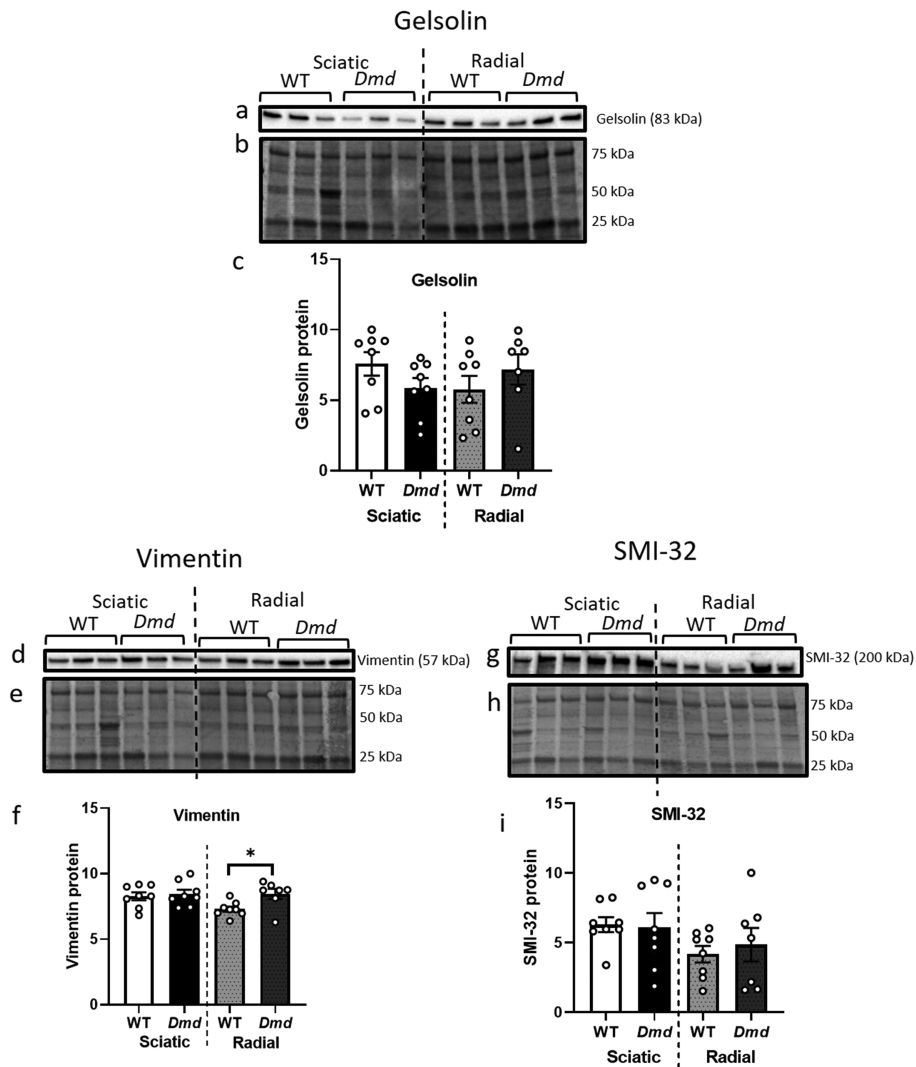 Gelsolin
Sciatic Radial
WT Dmd WT Dmd
a Gelsolin (83 kDa)
b 75 kDa
50 kDa
25 kDa
c
15
Gelsolin
10
5
0
Gelsolin protein
WT Dmd WT Dmd
Sciatic Radial
Vimentin
Sciatic Radial
WT Dmd WT Dmd
d Vimentin (57 kDa)
e 75 kDa
50 kDa
25 kDa
f
15
Vimentin
*
10
5
0
Vimentin protein
WT Dmd WT Dmd
Sciatic Radial
SMI-32
Sciatic Radial
WT Dmd WT Dmd
g SMI-32 (200 kDa)
h 75 kDa
50 kDa
25 kDa
i
15
SMI-32
10
5
0
SMI-32 protein
WT Dmd WT Dmd
Sciatic Radial